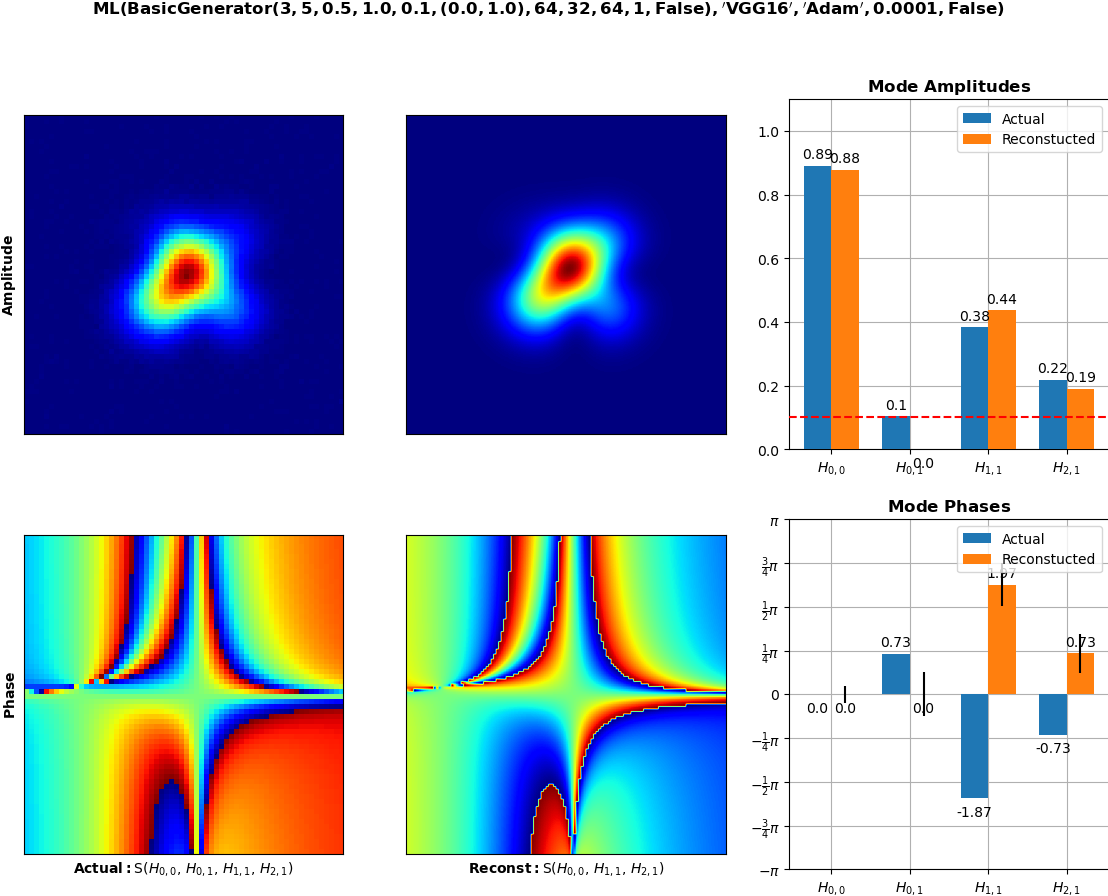 ML(BasicGenerator(3, 5, 0.5, 1.0, 0.1, (0.0, 1.0), 64, 32, 64, 1, False), ′VGG16′, ′Adam′, 0.0001, False)
Amplitude
Mode Amplitudes
Actual
Reconstucted
1.0
0.8
0.6
0.4
0.2
0.0
0.89
0.88
0.1
0.0
0.38
0.44
0.22
0.19
H0,0
H0,1
H1,1
H2,1
Phase
Actual: S(H0,0, H0,1, H1,1, H2,1)
Reconst: S(H0,0, H1,1, H2,1)
Mode Phases
Actual
Reconstucted
π
3/4π
1/2π
1/4π
0
−1/4π
−1/2π
−3/4π
−π
0.0
0.0
0.73
0.0
-1.87
1.97
-0.73
0.73
H0,0
H0,1
H1,1
H2,1